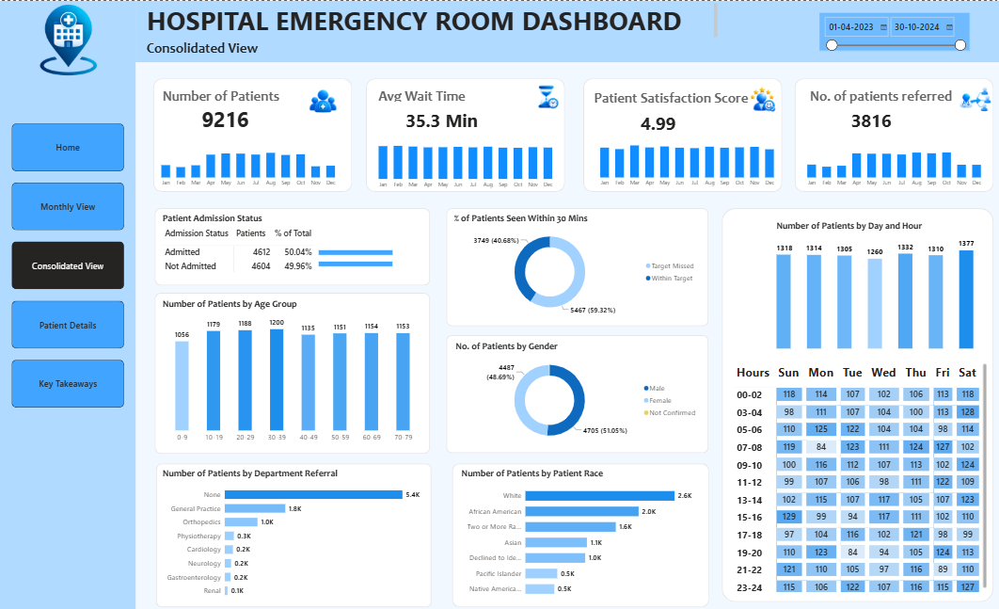 HOSPITAL EMERGENCY ROOM DASHBOARD
Consolidated View
01-04-2023 30-10-2024
Home
Monthly View
Consolidated View
Patient Details
Key Takeaways
Number of Patients
9216
Jan Feb Mar Apr May Jun Jul Aug Sep Oct Nov Dec
Avg Wait Time
35.3 Min
Jan Feb Mar Apr May Jun Jul Aug Sep Oct Nov Dec
Patient Satisfaction Score
4.99
Jan Feb Mar Apr May Jun Jul Aug Sep Oct Nov Dec
No. of patients referred
3816
Jan Feb Mar Apr May Jun Jul Aug Sep Oct Nov Dec
Patient Admission Status
Admission Status Patients % of Total
Admitted 4612 50.04%
Not Admitted 4604 49.96%
% of Patients Seen Within 30 Mins
3749 (40.68%)
5467 (59.32%)
Target Missed
Within Target
Number of Patients by Age Group
1056 1179 1188 1200 1135 1151 1154 1153
0-9 10-19 20-29 30-39 40-49 50-59 60-69 70-79
No. of Patients by Gender
4487
(48.69%)
4705 (51.05%)
Male
Female
Not Confirmed
Number of Patients by Department Referral
None 5.4K
General Practice 1.8K
Orthopedics 1.0K
Physiotherapy 0.3K
Cardiology 0.2K
Neurology 0.2K
Gastroenterology 0.2K
Renal 0.1K
Number of Patients by Patient Race
White 2.6K
African American 2.0K
Two or More Ra... 1.6K
Asian 1.1K
Declined to Ide... 1.0K
Pacific Islander 0.5K
Native America... 0.5K
Number of Patients by Day and Hour
1318 1314 1305 1260 1332 1310 1377
Hours Sun Mon Tue Wed Thu Fri Sat
00-02 118 114 107 102 106 113 118
03-04 98 111 107 104 100 113 128
05-06 110 125 122 104 104 98 114
07-08 119 84 123 111 124 127 102
09-10 100 116 112 107 113 102 124
11-12 99 107 106 98 111 122 109
13-14 102 115 107 117 105 107 123
15-16 129 99 94 117 111 102 110
17-18 97 104 116 102 121 98 99
19-20 110 123 84 94 105 124 113
21-22 121 110 105 97 116 89 110
23-24 115 106 122 107 116 115 127